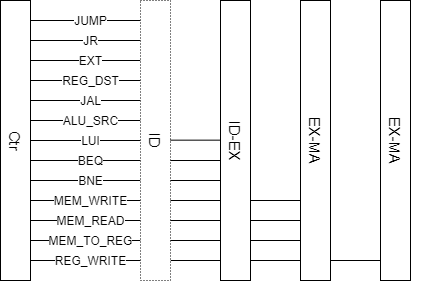 Ctr
JUMP
JR
EXT
REG_DST
JAL
ALU_SRC
LUI
BEQ
BNE
MEM_WRITE
MEM_READ
MEM_TO_REG
REG_WRITE
ID
ID-EX
EX-MA
EX-MA